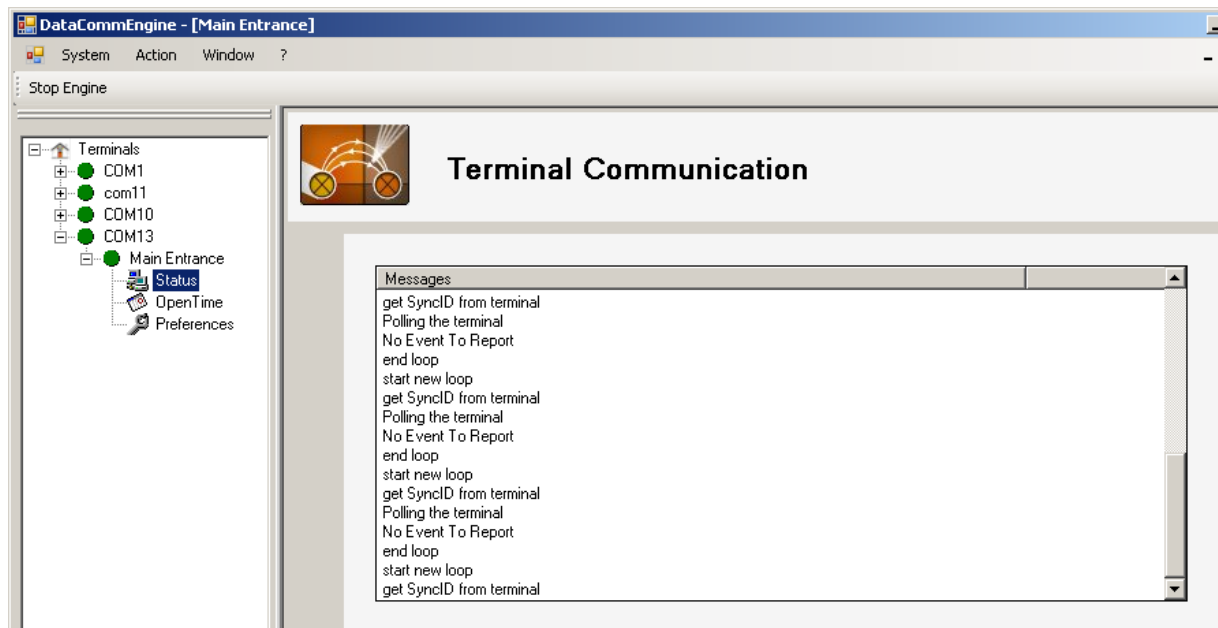 DataCommEngine - [Main Entrance]
System Action Window ?
Stop Engine
Terminals
COM1
com11
COM10
COM13
Main Entrance
Status
OpenTime
Preferences
Terminal Communication
Messages
get SyncID from terminal
Polling the terminal
No Event To Report
end loop
start new loop
get SyncID from terminal
Polling the terminal
No Event To Report
end loop
start new loop
get SyncID from terminal
Polling the terminal
No Event To Report
end loop
start new loop
get SyncID from terminal